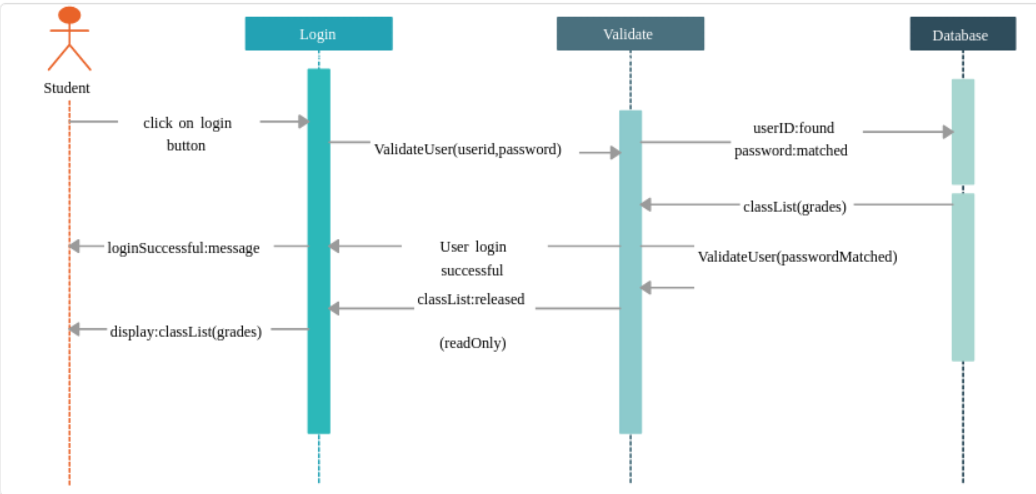 Login
Validate
Database
Student
click on login
button
ValidateUser(userid,password)
userID:found
password:matched
classList(grades)
loginSuccessful:message
User login
successful
ValidateUser(passwordMatched)
classList:released
display:classList(grades)
(readOnly)